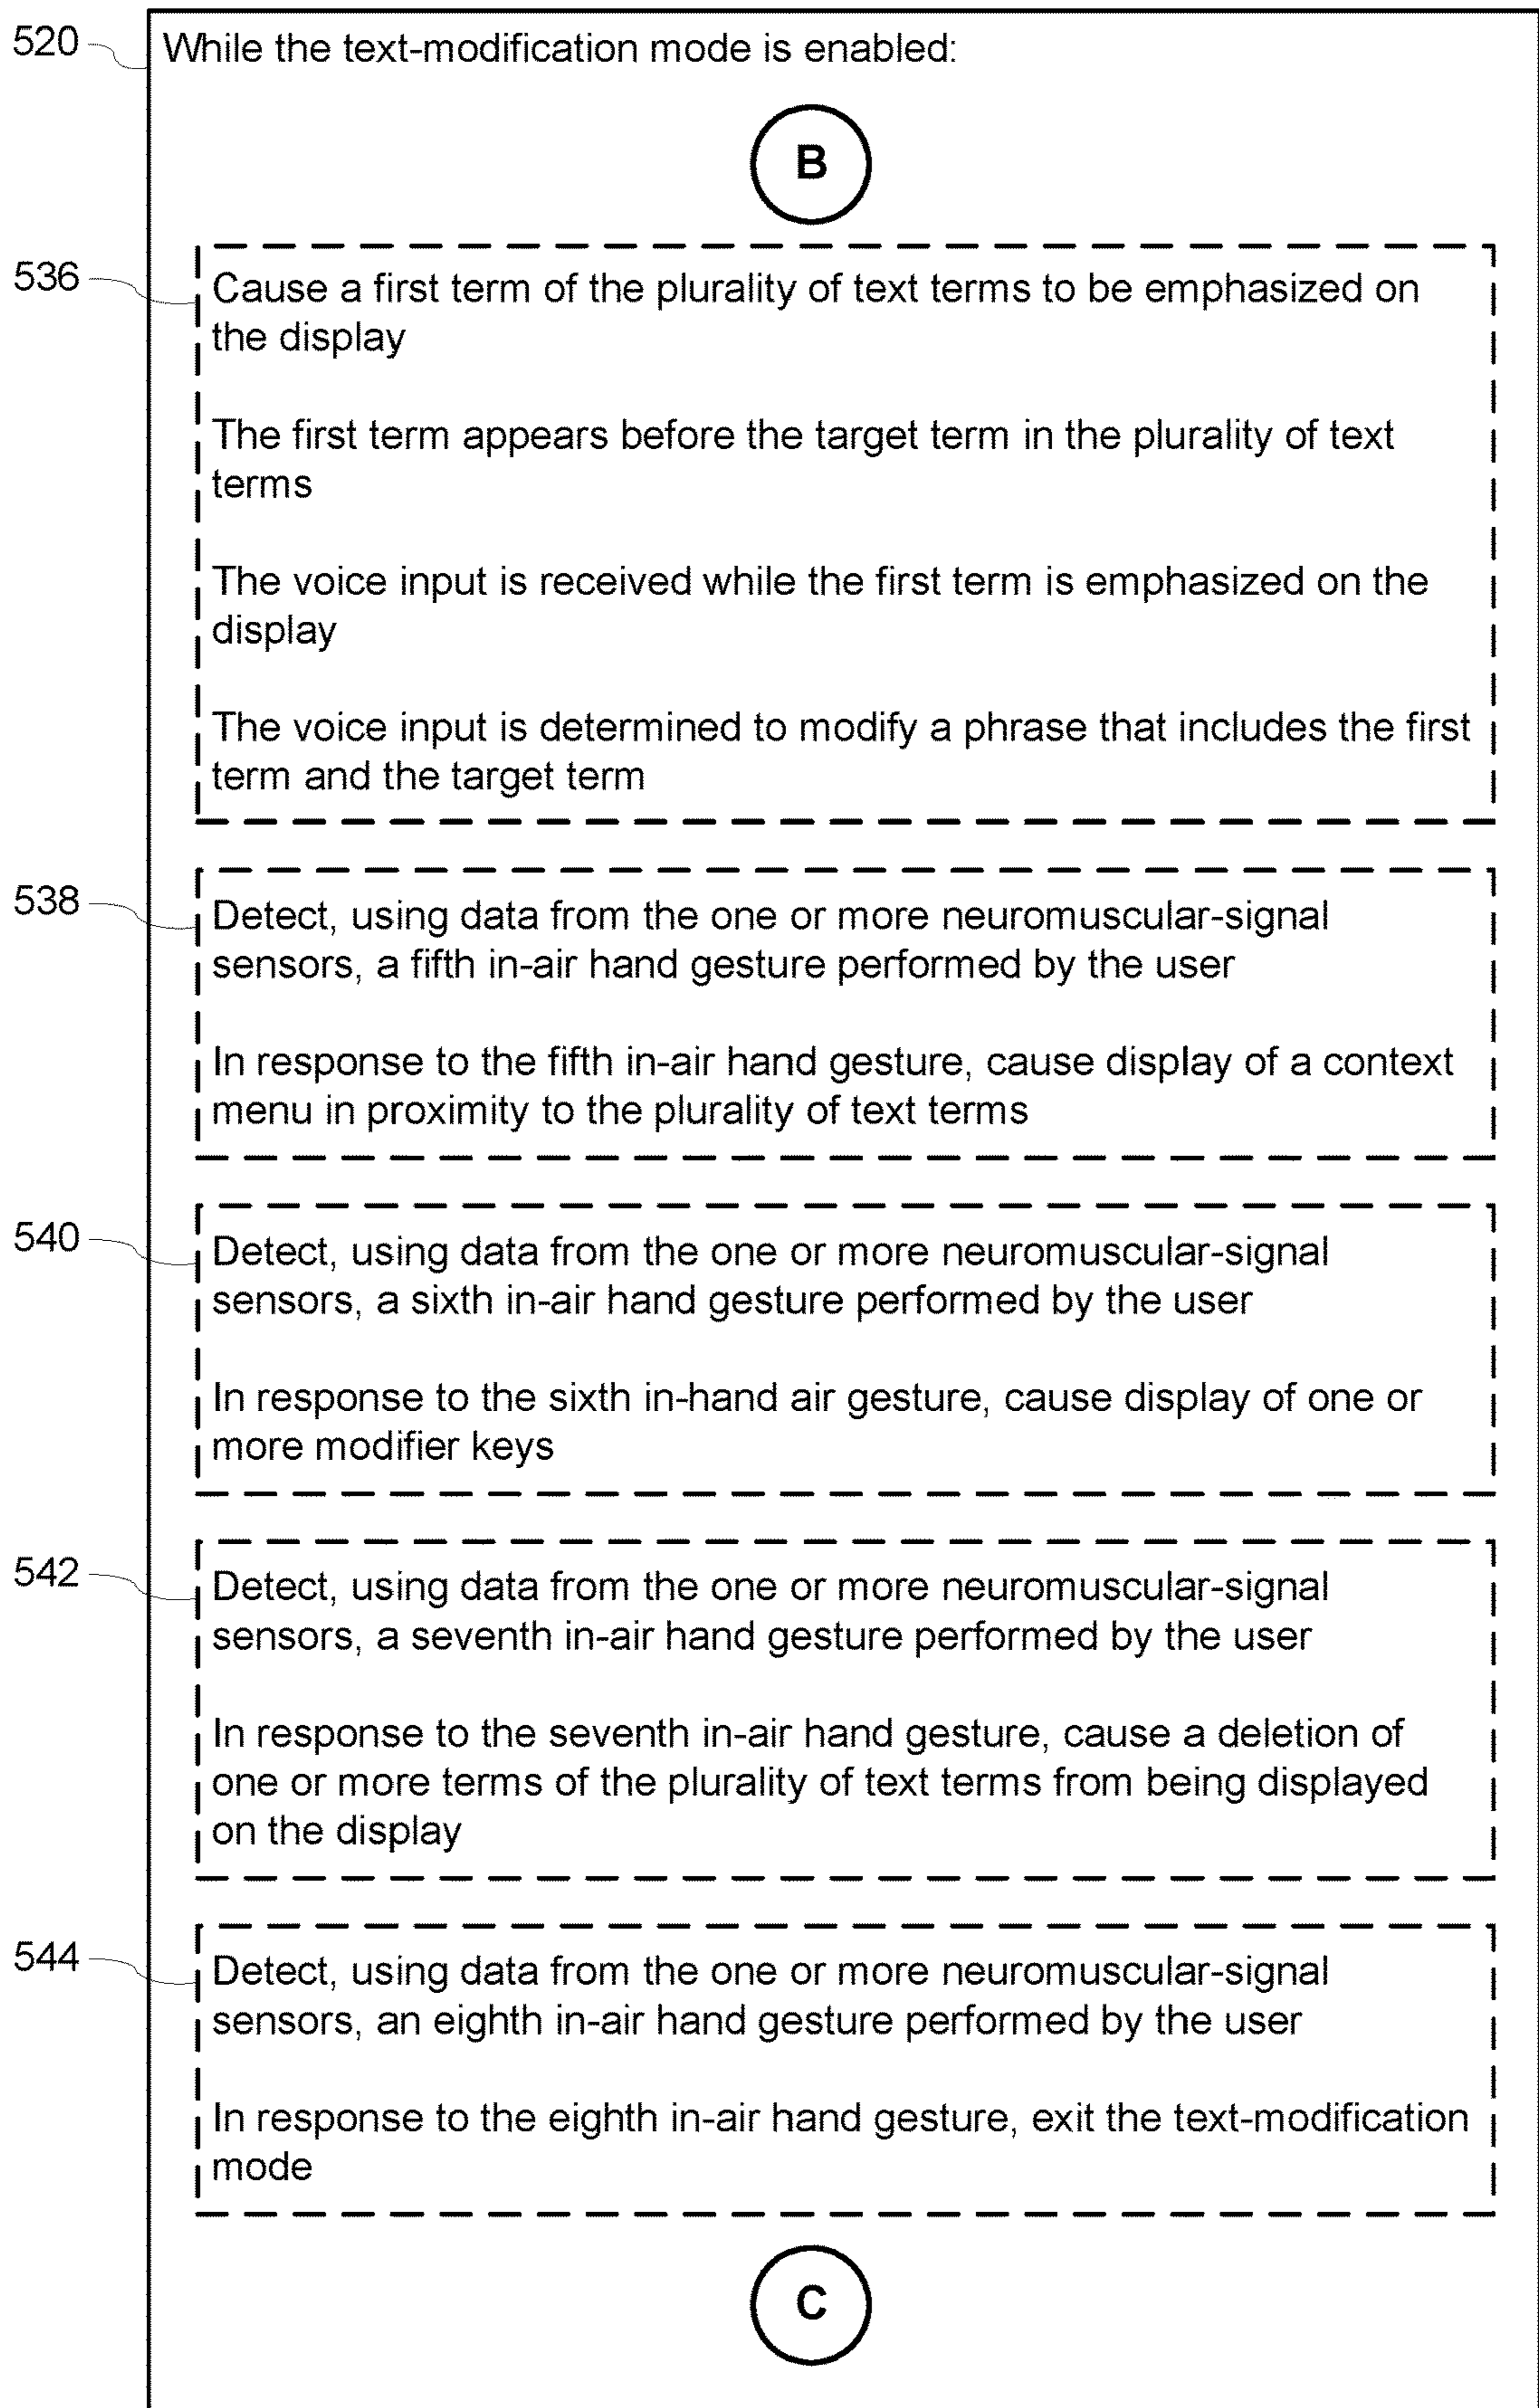 520
While the text-modification mode is enabled:
B
536
Cause a first term of the plurality of text terms to be emphasized on
the display
The first term appears before the target term in the plurality of text
terms
The voice input is received while the first term is emphasized on the
display
The voice input is determined to modify a phrase that includes the first
term and the target term
538
Detect, using data from the one or more neuromuscular-signal
sensors, a fifth in-air hand gesture performed by the user
In response to the fifth in-air hand gesture, cause display of a context
menu in proximity to the plurality of text terms
540
Detect, using data from the one or more neuromuscular-signal
sensors, a sixth in-air hand gesture performed by the user
In response to the sixth in-hand air gesture, cause display of one or
more modifier keys
542
Detect, using data from the one or more neuromuscular-signal
sensors, a seventh in-air hand gesture performed by the user
In response to the seventh in-air hand gesture, cause a deletion of
one or more terms of the plurality of text terms from being displayed
on the display
544
Detect, using data from the one or more neuromuscular-signal
sensors, an eighth in-air hand gesture performed by the user
In response to the eighth in-air hand gesture, exit the text-modification
mode
C